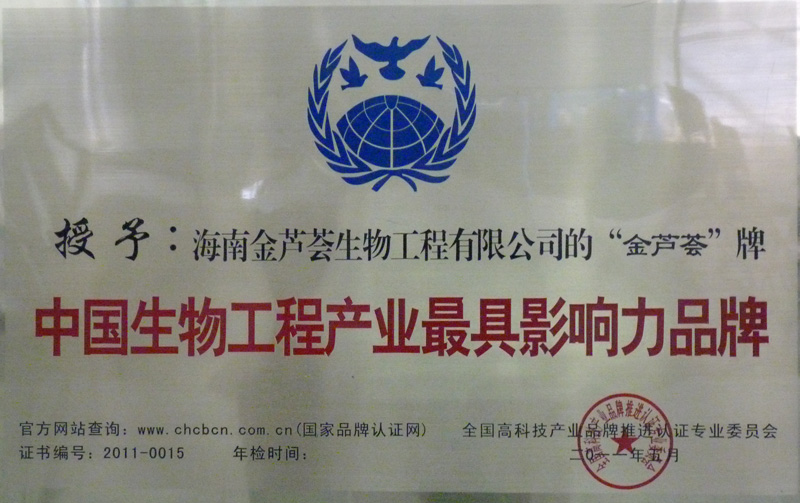 授予：海南金芦荟生物工程有限公司的“金芦荟”牌
中国生物工程产业最具影响力品牌
官方网站查询：www.chcbcn.com.cn(国家品牌认证网)
全国高科技产业品牌推进认证专业委员会
证书编号：2011-0015 年检时间：
二〇一一年五月